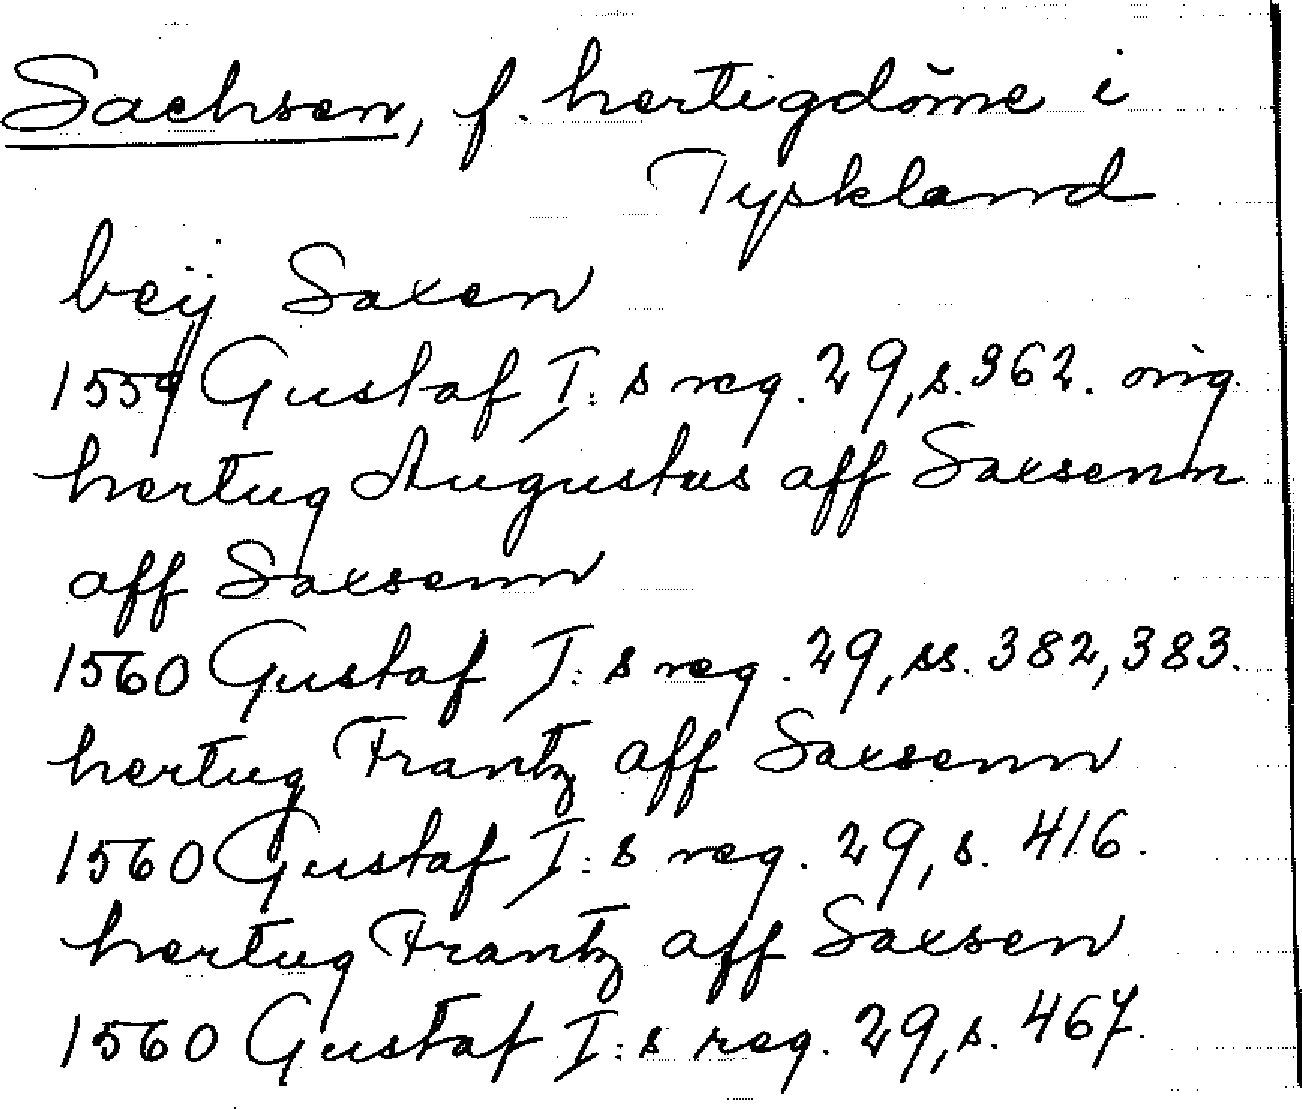 Sachsen, f. hertigdöme i
Tyskland
beÿ Saxen
1559 Gustaf I:s reg. 29, s. 362. orig.
hertug Augustus aff Saxsenn
aff Saxsenn
1560 Gustaf I:s reg. 29, ss. 382, 383.
hertug Frantz aff Saxsenn
1560 Gustaf I:s reg. 29, s. 416.
hertug Frantz aff Saxsen
1560 Gustaf I:s reg. 29, s. 467.